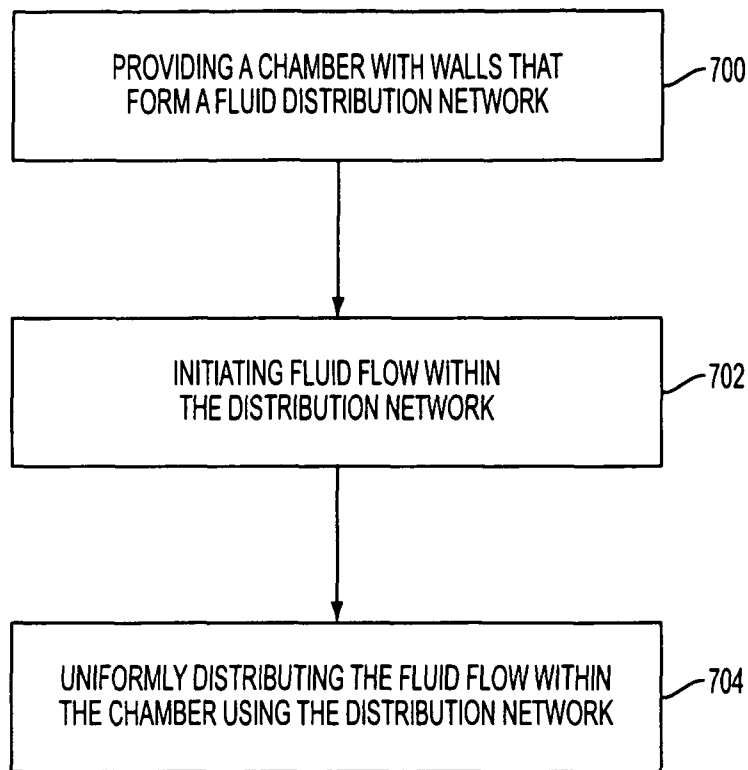 PROVIDING A CHAMBER WITH WALLS THAT
FORM A FLUID DISTRIBUTION NETWORK
700
INITIATING FLUID FLOW WITHIN
THE DISTRIBUTION NETWORK
702
UNIFORMLY DISTRIBUTING THE FLUID FLOW WITHIN
THE CHAMBER USING THE DISTRIBUTION NETWORK
704